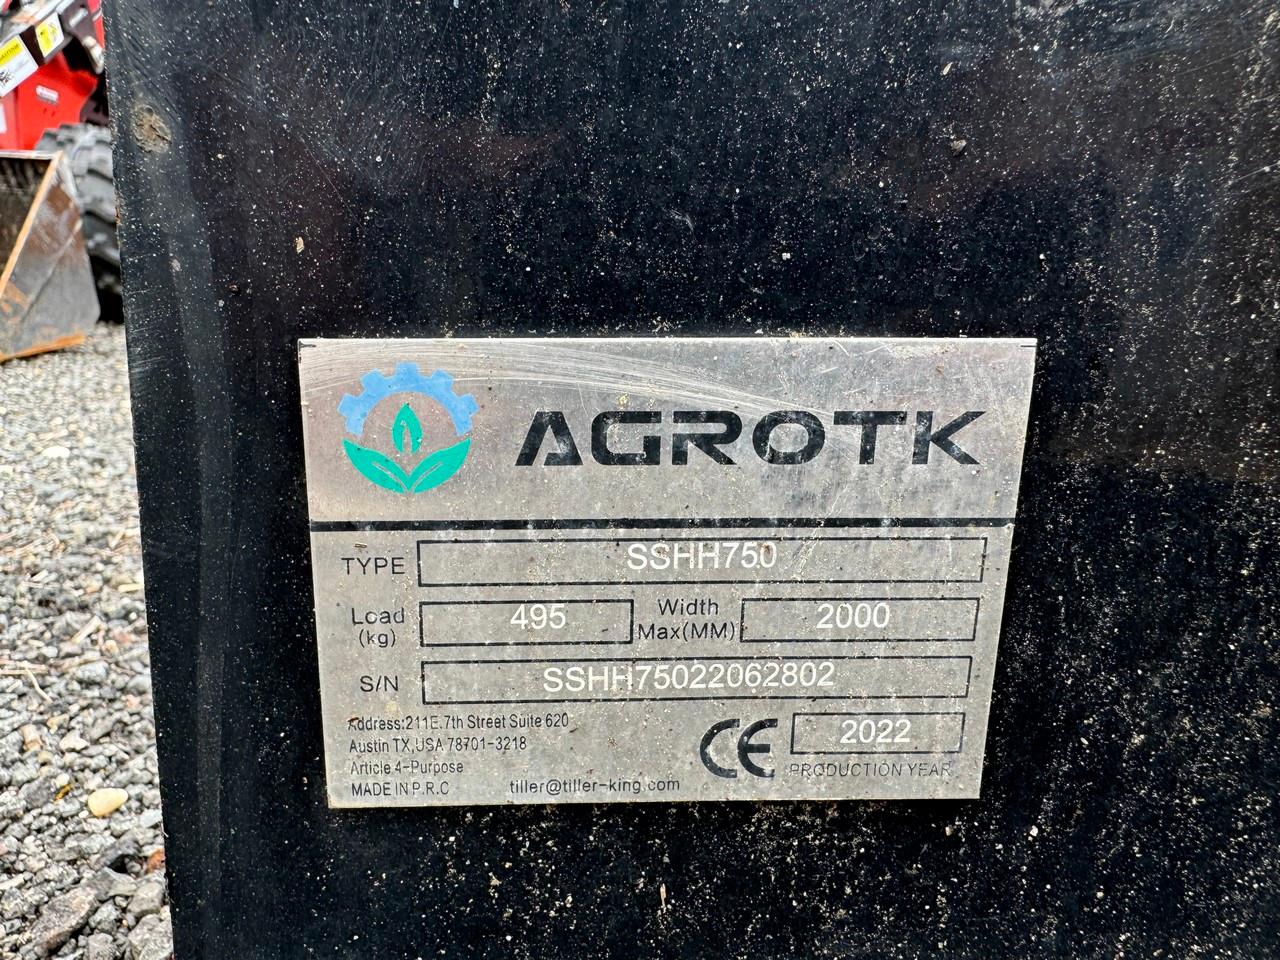 AGROTK
TYPE SSHH750
Load (kg) 495 Width Max(MM) 2000
S/N SSHH75022062802
Address:211E.7th Street Suite 620
Austin TX,USA 78701-3218
Article 4-Purpose
MADE IN P.R.C
tiller@tiller-king.com
CE
2022
PRODUCTION YEAR